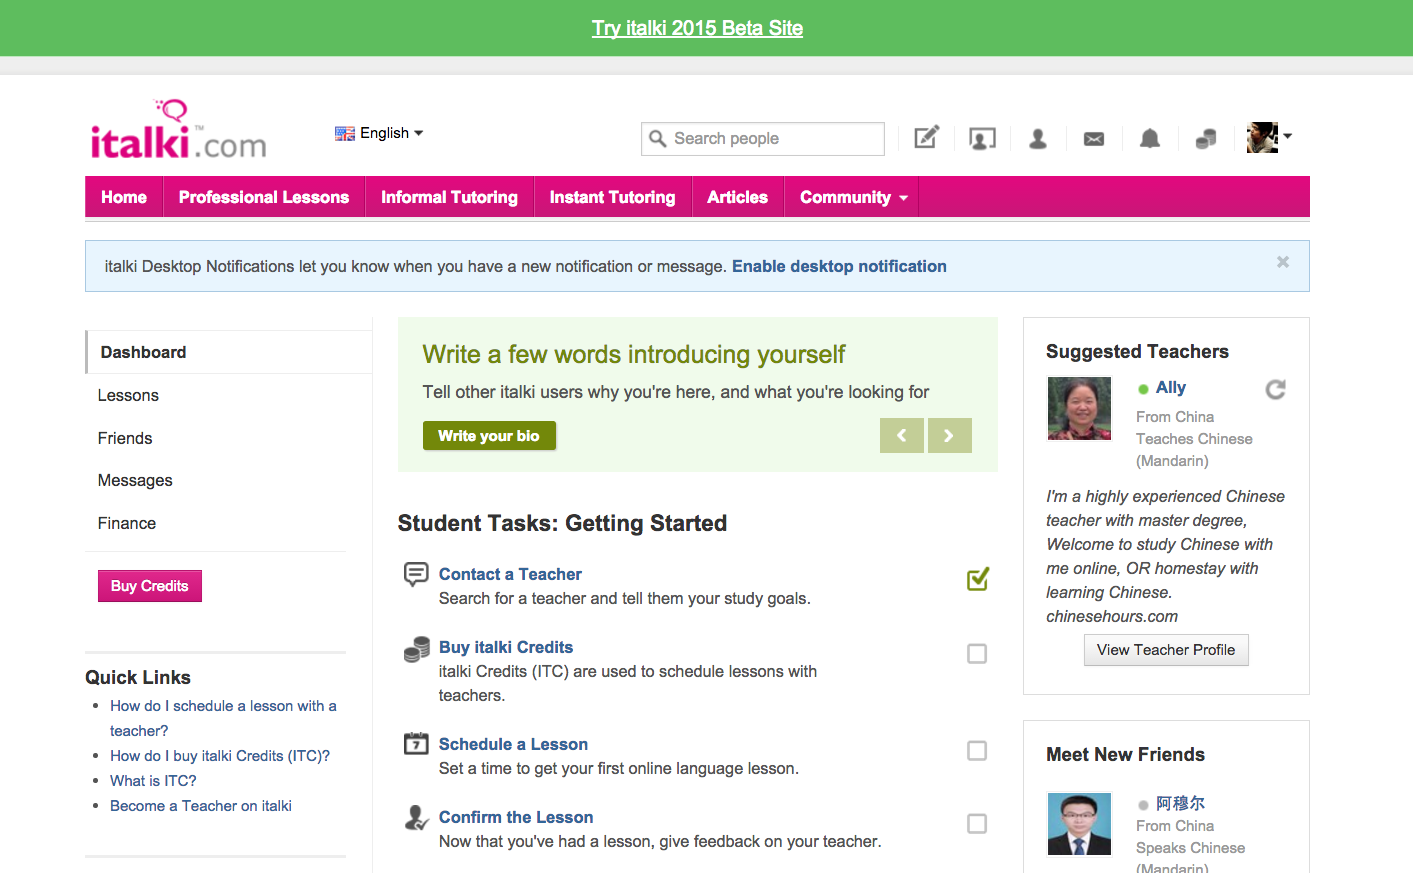 Try italki 2015 Beta Site
italki™.com
English
Search people
Home
Professional Lessons
Informal Tutoring
Instant Tutoring
Articles
Community
italki Desktop Notifications let you know when you have a new notification or message. Enable desktop notification
×
Dashboard
Lessons
Friends
Messages
Finance
Buy Credits
Quick Links
How do I schedule a lesson with a
teacher?
How do I buy italki Credits (ITC)?
What is ITC?
Become a Teacher on italki
Write a few words introducing yourself
Tell other italki users why you're here, and what you're looking for
Write your bio
Student Tasks: Getting Started
Contact a Teacher
Search for a teacher and tell them your study goals.
Buy italki Credits
italki Credits (ITC) are used to schedule lessons with
teachers.
7
Schedule a Lesson
Set a time to get your first online language lesson.
Confirm the Lesson
Now that you've had a lesson, give feedback on your teacher.
Suggested Teachers
Ally
From China
Teaches Chinese
(Mandarin)
I'm a highly experienced Chinese
teacher with master degree,
Welcome to study Chinese with
me online, OR homestay with
learning Chinese.
chinesehours.com
View Teacher Profile
Meet New Friends
阿穆尔
From China
Speaks Chinese
(Mandarin)